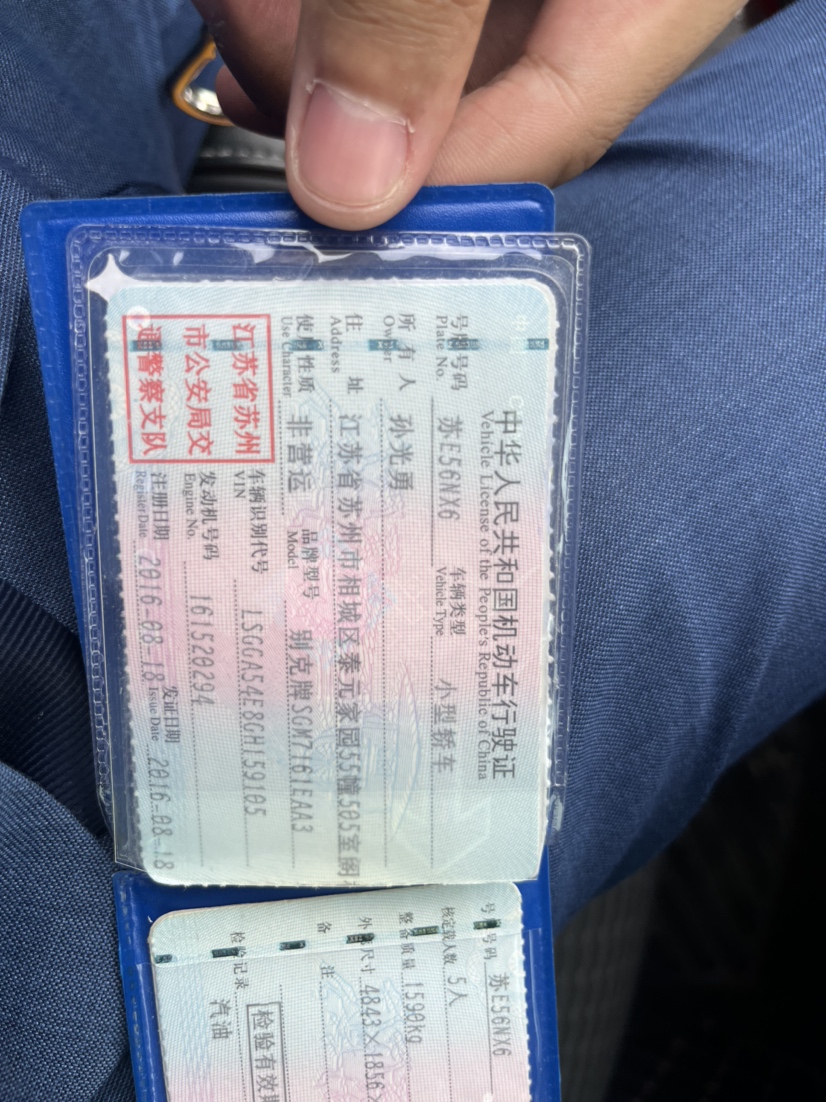 中华人民共和国机动车行驶证
Vehicle License of the People's Republic of China
号牌号码 苏E56NX6 车辆类型 小型轿车
Plate No. Vehicle Type
所有人 孙光勇
Owner
住址 江苏省苏州市相城区泰元家园55幢505室阁
Address
使用性质 非营运 品牌型号 别克牌SGM7161EAA3
Use Character Model
江苏省苏州
市公安局交
通警察支队
车辆识别代号 LSGGA54E8GH159105
VIN
发动机号码 161520294
Engine No.
注册日期 2016-08-18 发证日期 2016-08-18
Register Date Issue Date
号牌号码 苏E56NX6
核定载人数 5人
整备质量 1590kg
外廓尺寸 4843×1856×
备注
检验有效期
检验记录 汽油